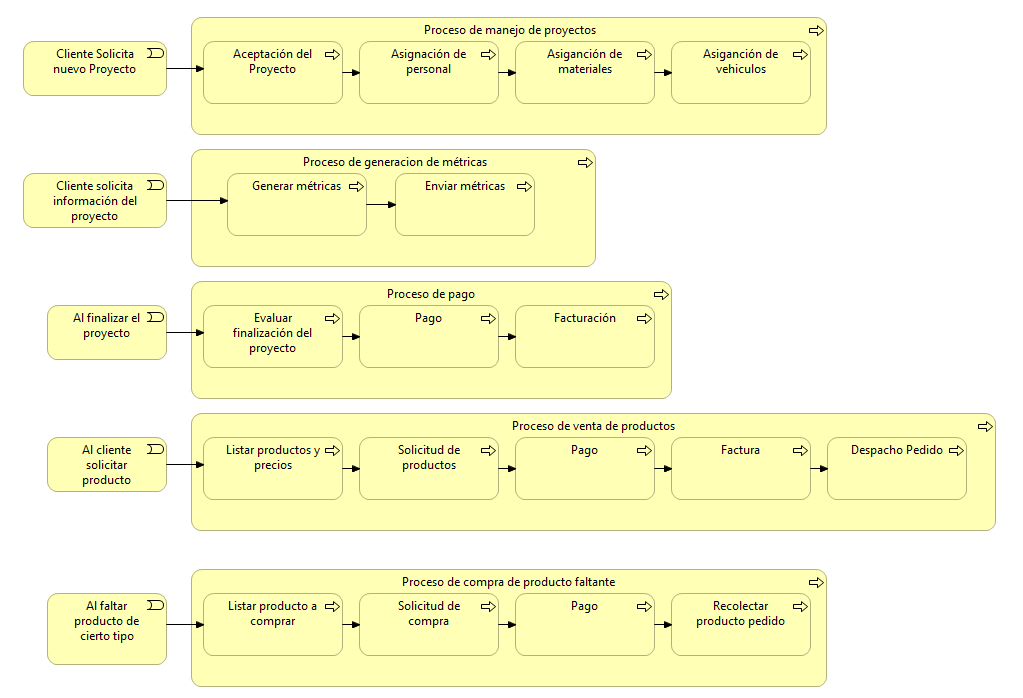 Proceso de manejo de proyectos
Cliente Solicita
nuevo Proyecto
Aceptación del
Proyecto
Asignación de
personal
Asigancción de
materiales
Asigancción de
vehiculos
Proceso de generacion de métricas
Cliente solicita
información del
proyecto
Generar métricas
Enviar métricas
Proceso de pago
Al finalizar el
proyecto
Evaluar
finalización del
proyecto
Pago
Facturación
Proceso de venta de productos
Al cliente
solicitar
producto
Listar productos y
precios
Solicitud de
productos
Pago
Factura
Despacho Pedido
Proceso de compra de producto faltante
Al faltar
producto de
cierto tipo
Listar producto a
comprar
Solicitud de
compra
Pago
Recolectar
producto pedido